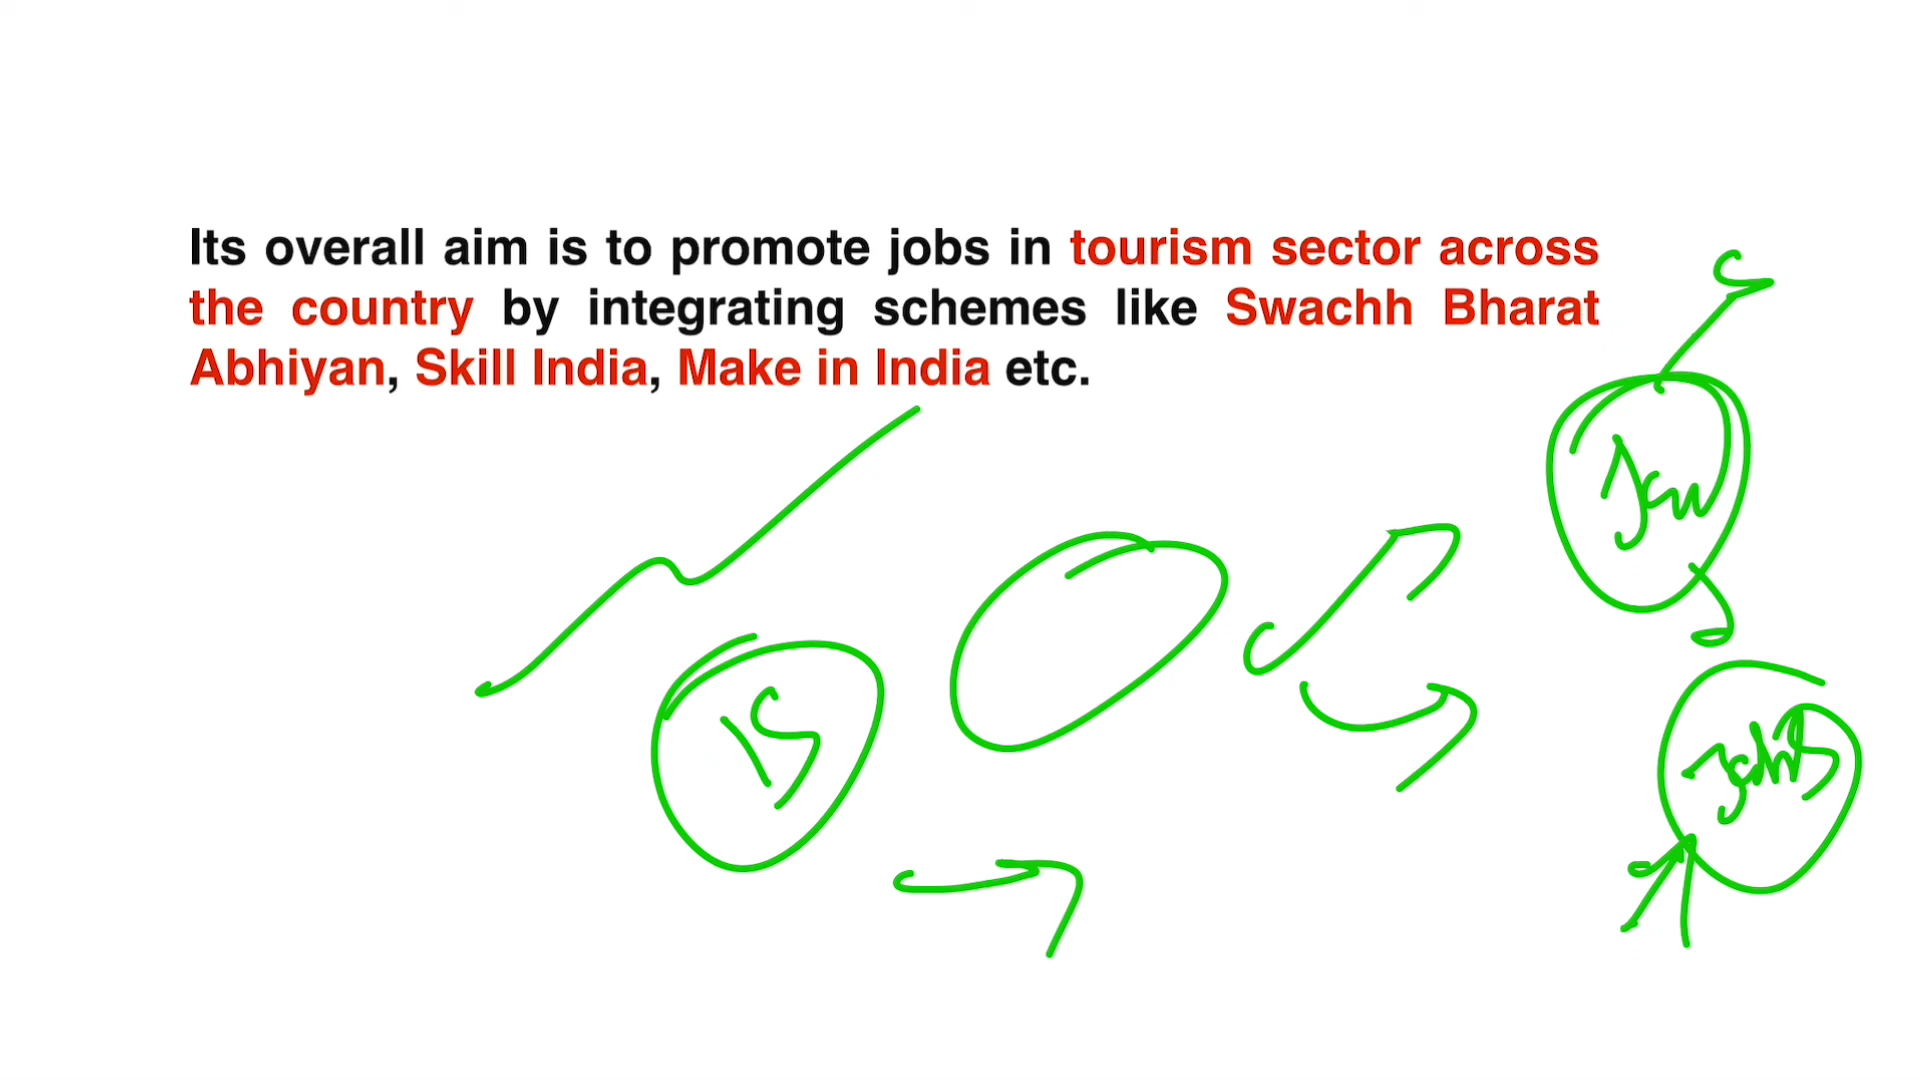 Its overall aim is to promote jobs in tourism sector across
the country by integrating schemes like Swachh Bharat
Abhiyan, Skill India, Make in India etc.